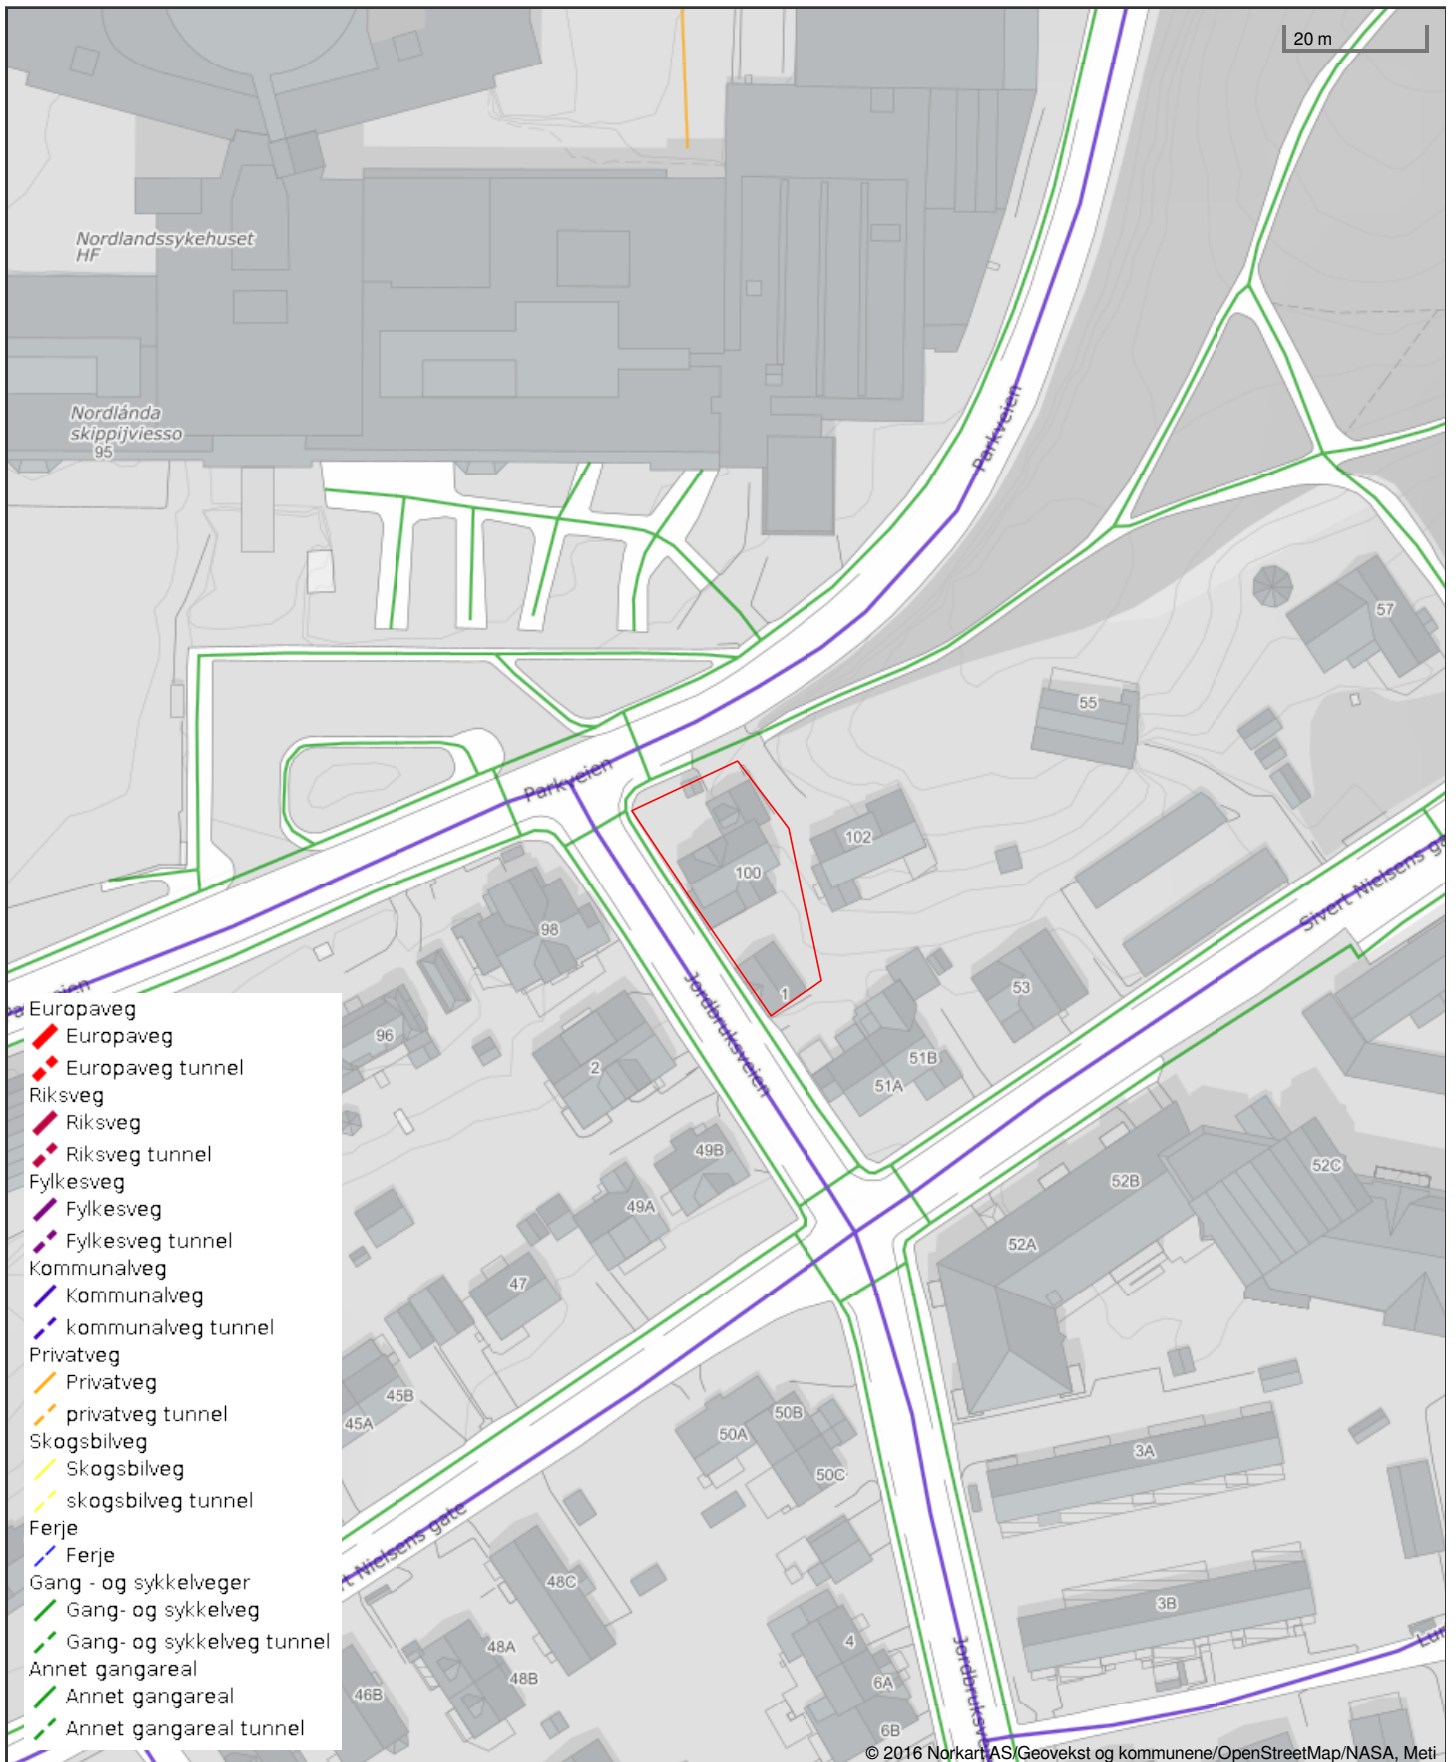 20 m
Nordlandssykehuset
HF
Nordlánda
skippijviesso
95
Parkveien
57
55
Parkveien
102
100
98
Sivert Nielsens
1
Jordbruksveien
53
96
2
51B
51A
49B
52C
52B
49A
52A
47
45B
45A
50B
50A
3A
50C
Nielsens gate
48C
3B
4
48A
48B
6A
46B
6B
Europaveg
Europaveg
Europaveg tunnel
Riksveg
Riksveg
Riksveg tunnel
Fylkesveg
Fylkesveg
Fylkesveg tunnel
Kommunalveg
Kommunalveg
kommunalveg tunnel
Privatveg
Privatveg
privatveg tunnel
Skogsbilveg
Skogsbilveg
skogsbilveg tunnel
Ferje
Ferje
Gang - og sykkelveger
Gang- og sykkelveg
Gang- og sykkelveg tunnel
Annet gangareal
Annet gangareal
Annet gangareal tunnel
© 2016 Norkart AS/Geovekst og kommunene/OpenStreetMap/NASA, Meti